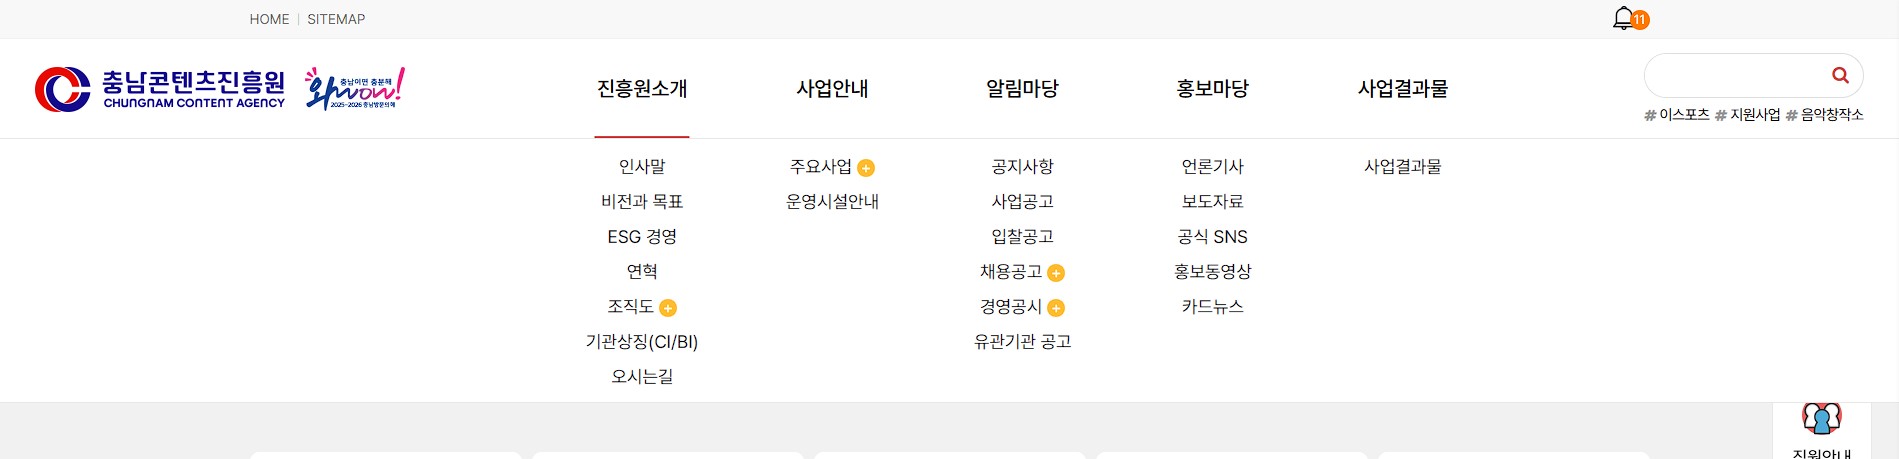 HOME | SITEMAP
11
충남콘텐츠진흥원
CHUNGNAM CONTENT AGENCY
충남이면 충분해
와wow!
2025-2026 충남방문의해
진흥원소개 사업안내 알림마당 홍보마당 사업결과물
# 이스포츠 # 지원사업 # 음악창작소
인사말 주요사업 공지사항 언론기사 사업결과물
비전과 목표 운영시설안내 사업공고 보도자료
ESG 경영 입찰공고 공식 SNS
연혁 채용공고 홍보동영상
조직도 경영공시 카드뉴스
기관상징(CI/BI) 유관기관 공고
오시는길
직원안내